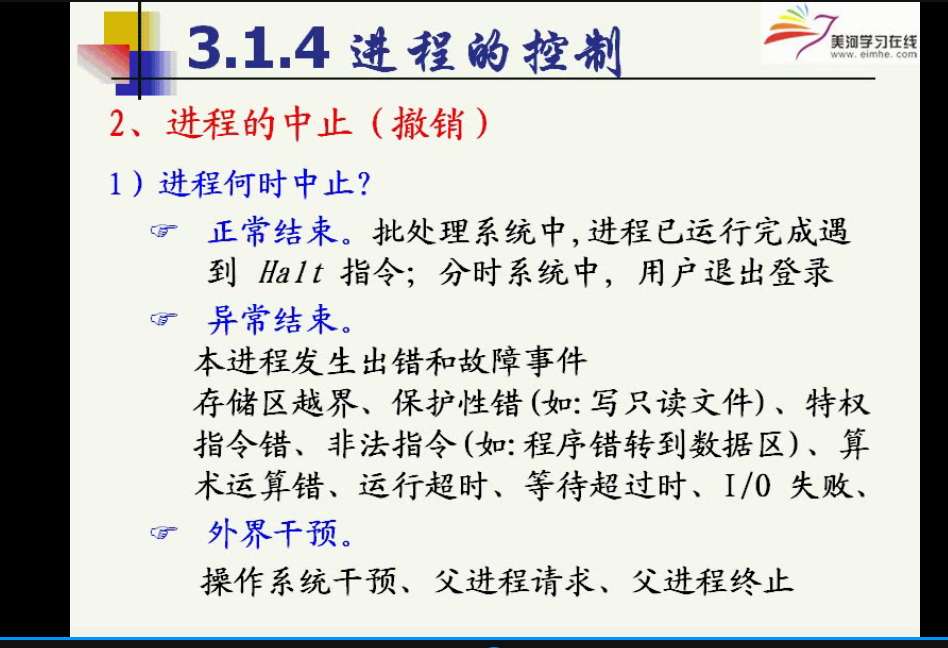 3.1.4 进程的控制
美河学习在线
www.eimhe.com
2、进程的中止（撤销）
1）进程何时中止？
☞ 正常结束。批处理系统中,进程已运行完成遇
到 Halt 指令；分时系统中，用户退出登录
☞ 异常结束。
本进程发生出错和故障事件
存储区越界、保护性错(如:写只读文件)、特权
指令错、非法指令(如:程序错转到数据区)、算
术运算错、运行超时、等待超过时、I/O 失败、
☞ 外界干预。
操作系统干预、父进程请求、父进程终止